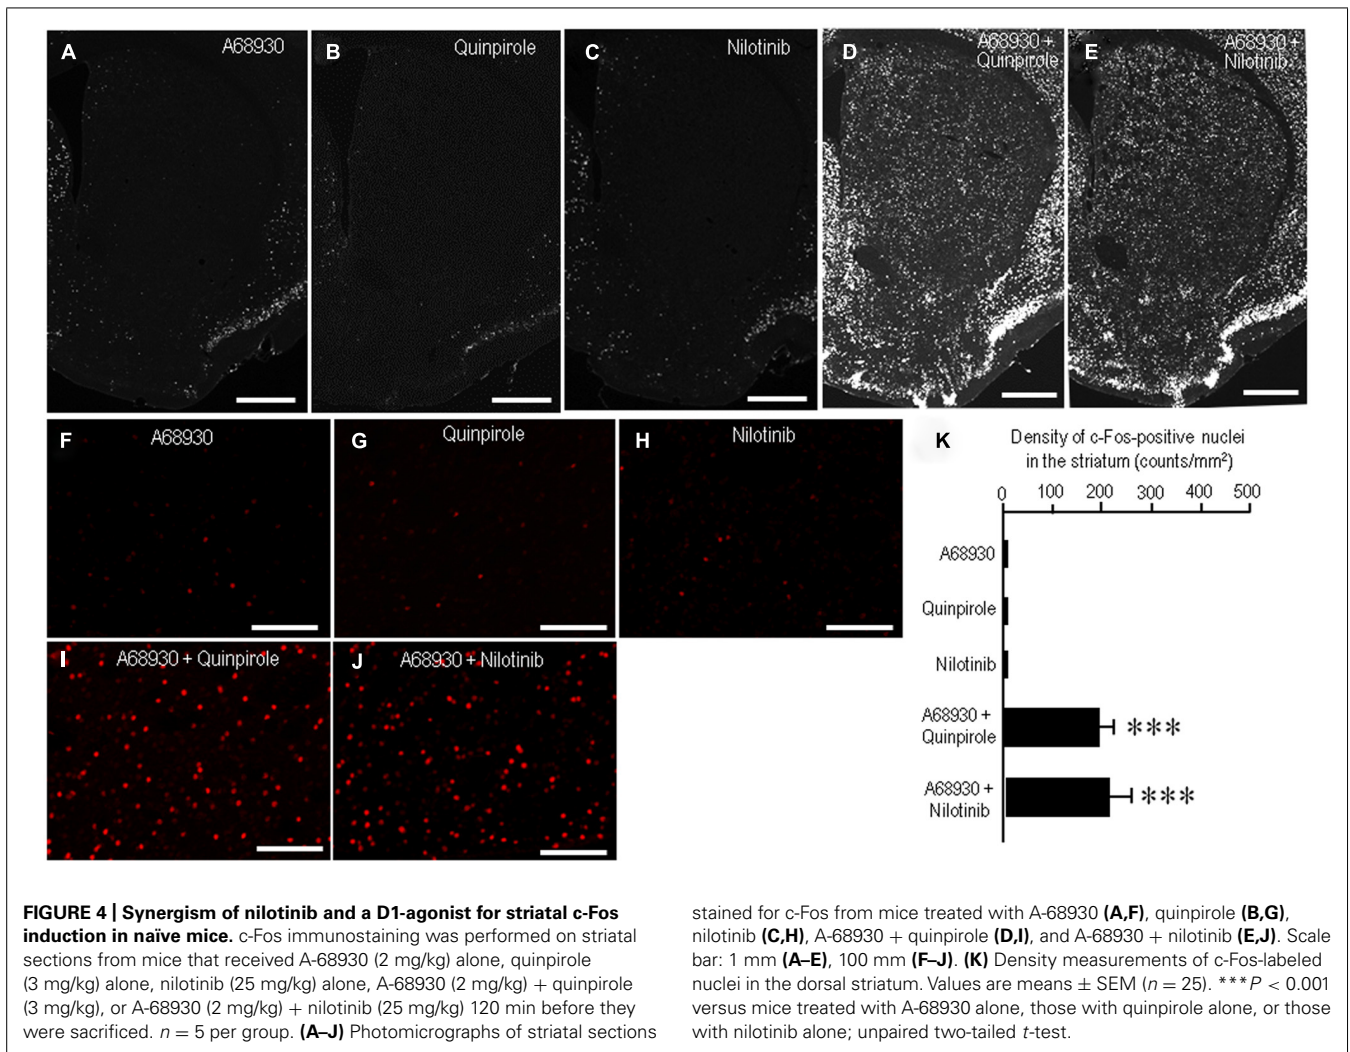 A
A68930
B
Quinpirole
C
Nilotinib
D
A68930 +
Quinpirole
E
A68930 +
Nilotinib
F
A68930
G
Quinpirole
H
Nilotinib
I
A68930 + Quinpirole
J
A68930 + Nilotinib
K
Density of c-Fos-positive nuclei
in the striatum (counts/mm²)
0 100 200 300 400 500
A68930
Quinpirole
Nilotinib
A68930 +
Quinpirole
***
A68930 +
Nilotinib
***
FIGURE 4 | Synergism of nilotinib and a D1-agonist for striatal c-Fos
induction in naïve mice. c-Fos immunostaining was performed on striatal
sections from mice that received A-68930 (2 mg/kg) alone, quinpirole
(3 mg/kg) alone, nilotinib (25 mg/kg) alone, A-68930 (2 mg/kg) + quinpirole
(3 mg/kg), or A-68930 (2 mg/kg) + nilotinib (25 mg/kg) 120 min before they
were sacrificed. n = 5 per group. (A–J) Photomicrographs of striatal sections
stained for c-Fos from mice treated with A-68930 (A,F), quinpirole (B,G),
nilotinib (C,H), A-68930 + quinpirole (D,I), and A-68930 + nilotinib (E,J). Scale
bar: 1 mm (A–E), 100 mm (F–J). (K) Density measurements of c-Fos-labeled
nuclei in the dorsal striatum. Values are means ± SEM (n = 25). ***P < 0.001
versus mice treated with A-68930 alone, those with quinpirole alone, or those
with nilotinib alone; unpaired two-tailed t-test.